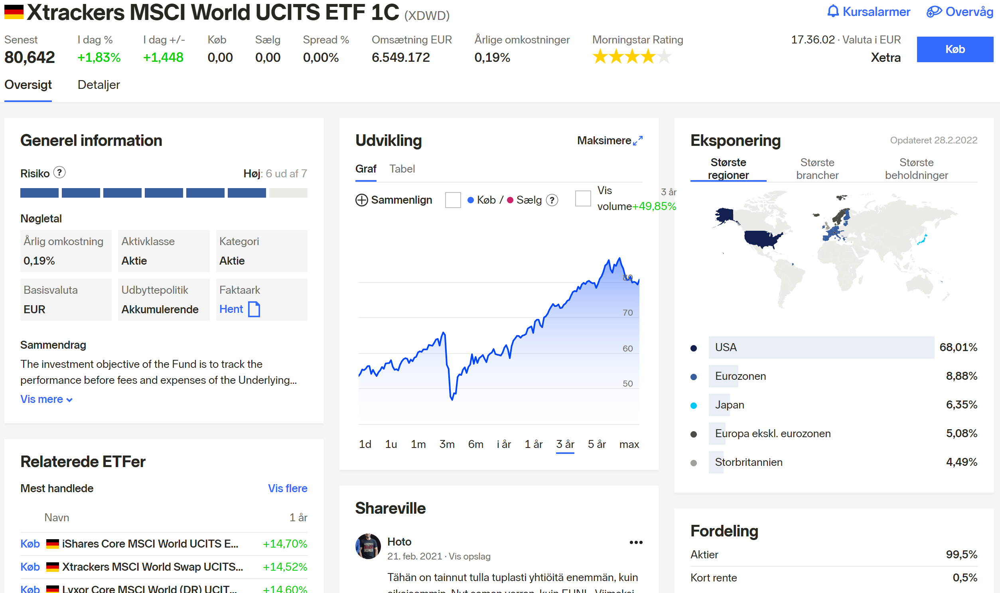 Xtrackers MSCI World UCITS ETF 1C (XDWD)
Kursalarmer
Overvåg
Senest
80,642
I dag %
+1,83%
I dag +/-
+1,448
Køb
0,00
Sælg
0,00
Spread %
0,00%
Omsætning EUR
6.549.172
Årlige omkostninger
0,19%
Morningstar Rating
17.36.02 · Valuta i EUR
Xetra
Køb
Oversigt
Detaljer
Generel information
Risiko ?
Høj: 6 ud af 7
Nøgletal
Årlig omkostning
0,19%
Aktivklasse
Aktie
Kategori
Aktie
Basisvaluta
EUR
Udbyttepolitik
Akkumulerende
Faktaark
Hent
Sammendrag
The investment objective of the Fund is to track the
performance before fees and expenses of the Underlying...
Vis mere
Relaterede ETFer
Mest handlede
Vis flere
Navn
1 år
Køb iShares Core MSCI World UCITS E... +14,70%
Køb Xtrackers MSCI World Swap UCITS... +14,52%
Køb Lyxor Core MSCI World (DR) UCIT... +14,60%
Udvikling
Maksimere
Graf
Tabel
Sammenlign
Køb / Sælg ?
Vis
volume
3 år
+49,85%
80
70
60
50
1d 1u 1m 3m 6m i år 1 år 3 år 5 år max
Shareville
Hoto
21. feb. 2021 · Vis opslag
Tähän on tainnut tulla tuplasti yhtiöitä enemmän, kuin
Eksponering
Opdateret 28.2.2022
Største
regioner
Største
brancher
Største
beholdninger
USA 68,01%
Eurozonen 8,88%
Japan 6,35%
Europa ekskl. eurozonen 5,08%
Storbritannien 4,49%
Fordeling
Aktier 99,5%
Kort rente 0,5%